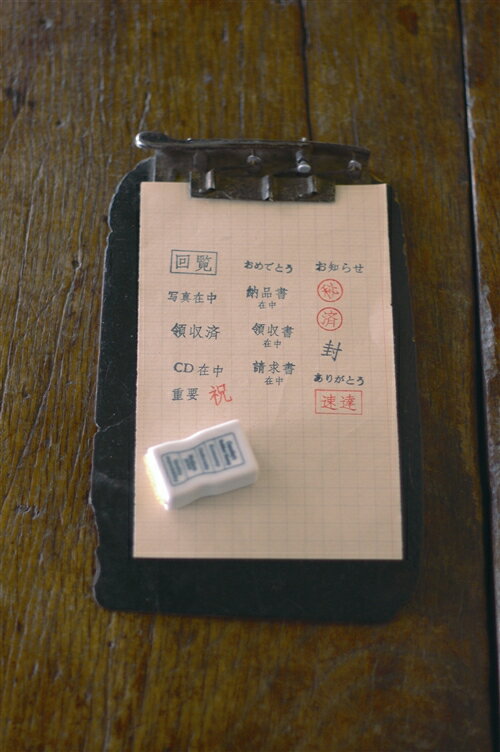 回覧
写真在中
領収済
CD在中
重要 祝
おめでとう
納品書
在中
領収書
在中
請求書
在中
お知らせ
秘
済
封
ありがとう
速達